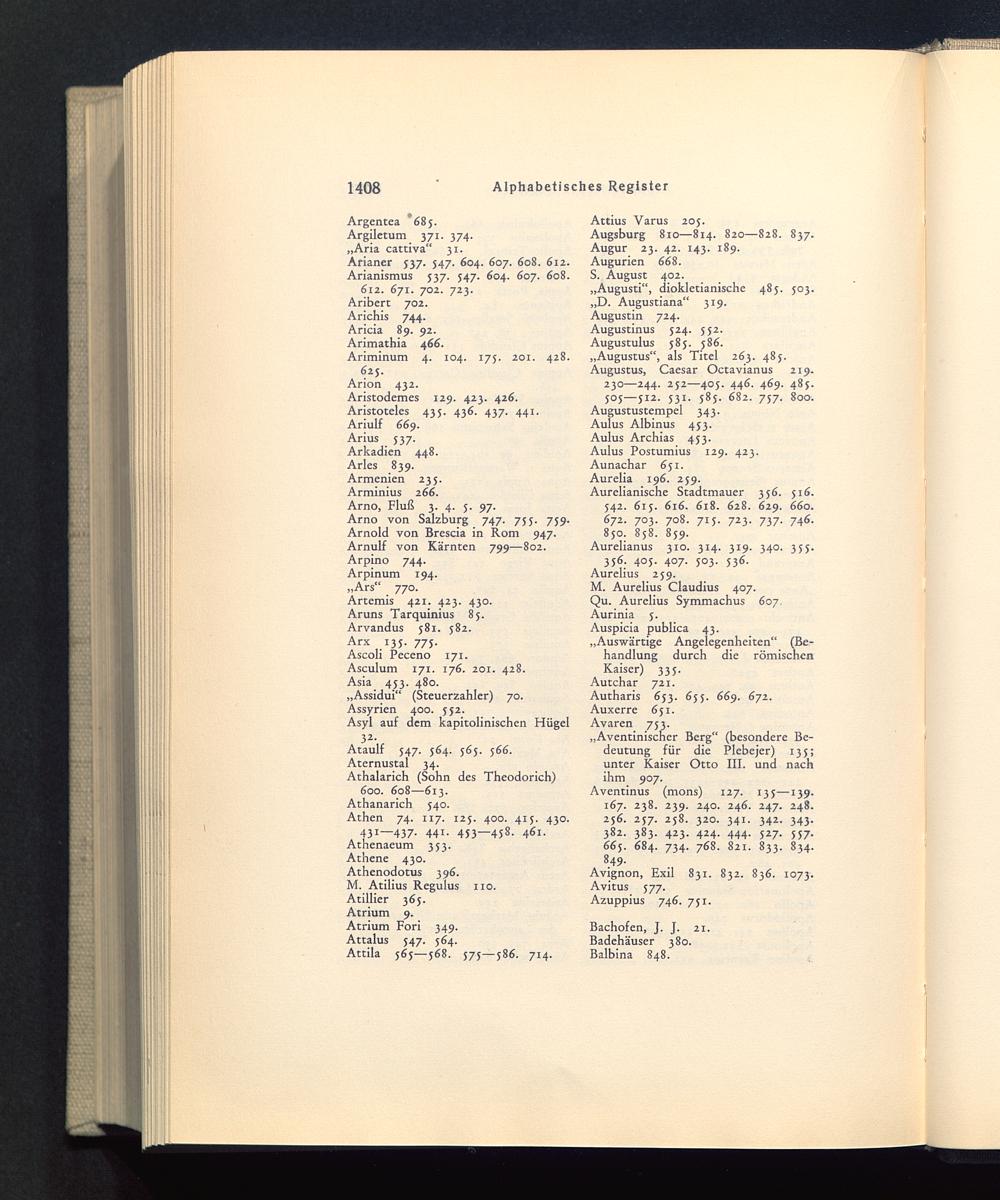 1408
Alphabetisches Register
Argentea 685.
Argiletum 371. 374.
„Aria cattiva“ 31.
Arianer 537. 547. 604. 607. 608. 612.
Arianismus 537. 547. 604. 607. 608.
612. 671. 702. 723.
Aribert 702.
Arichis 744.
Aricia 89. 92.
Arimathia 466.
Ariminum 4. 104. 175. 201. 428.
625.
Arion 432.
Aristodemes 129. 423. 426.
Aristoteles 435. 436. 437. 441.
Ariulf 669.
Arius 537.
Arkadien 448.
Arles 839.
Armenien 235.
Arminius 266.
Arno, Fluß 3. 4. 5. 97.
Arno von Salzburg 747. 755. 759.
Arnold von Brescia in Rom 947.
Arnulf von Kärnten 799—802.
Arpino 744.
Arpinum 194.
„Ars“ 770.
Artemis 421. 423. 430.
Aruns Tarquinius 85.
Arvandus 581. 582.
Arx 135. 775.
Ascoli Peceno 171.
Asculum 171. 176. 201. 428.
Asia 453. 480.
„Assidui“ (Steuerzahler) 70.
Assyrien 400. 552.
Asyl auf dem kapitolinischen Hügel
32.
Ataulf 547. 564. 565. 566.
Aternustal 34.
Athalarich (Sohn des Theodorich)
600. 608—613.
Athanarich 540.
Athen 74. 117. 125. 400. 415. 430.
431—437. 441. 453—458. 461.
Athenaeum 353.
Athene 430.
Athenodotus 396.
M. Atilius Regulus 110.
Atillier 365.
Atrium 9.
Atrium Fori 349.
Attalus 547. 564.
Attila 565—568. 575—586. 714.
Attius Varus 205.
Augsburg 810—814. 820—828. 837.
Augur 23. 42. 143. 189.
Augurien 668.
S. August 402.
„Augusti“, diokletianische 485. 503.
„D. Augustiana“ 319.
Augustin 724.
Augustinus 524. 552.
Augustulus 585. 586.
„Augustus“, als Titel 263. 485.
Augustus, Caesar Octavianus 219.
230—244. 252—405. 446. 469. 485.
505—512. 531. 585. 682. 757. 800.
Augustustempel 343.
Aulus Albinus 453.
Aulus Archias 453.
Aulus Postumius 129. 423.
Aunachar 651.
Aurelia 196. 259.
Aurelianische Stadtmauer 356. 516.
542. 615. 616. 618. 628. 629. 660.
672. 703. 708. 715. 723. 737. 746.
850. 858. 859.
Aurelianus 310. 314. 319. 340. 355.
356. 405. 407. 503. 536.
Aurelius 259.
M. Aurelius Claudius 407.
Qu. Aurelius Symmachus 607.
Aurinia 5.
Auspicia publica 43.
„Auswärtige Angelegenheiten“ (Be-
handlung durch die römischen
Kaiser) 335.
Autchar 721.
Autharis 653. 655. 669. 672.
Auxerre 651.
Avaren 753.
„Aventinischer Berg“ (besondere Be-
deutung für die Plebejer) 135;
unter Kaiser Otto III. und nach
ihm 907.
Aventinus (mons) 127. 135—139.
167. 238. 239. 240. 246. 247. 248.
256. 257. 258. 320. 341. 342. 343.
382. 383. 423. 424. 444. 527. 557.
665. 684. 734. 768. 821. 833. 834.
849.
Avignon, Exil 831. 832. 836. 1073.
Avitus 577.
Azuppius 746. 751.
Bachofen, J. J. 21.
Badehäuser 380.
Balbina 848.